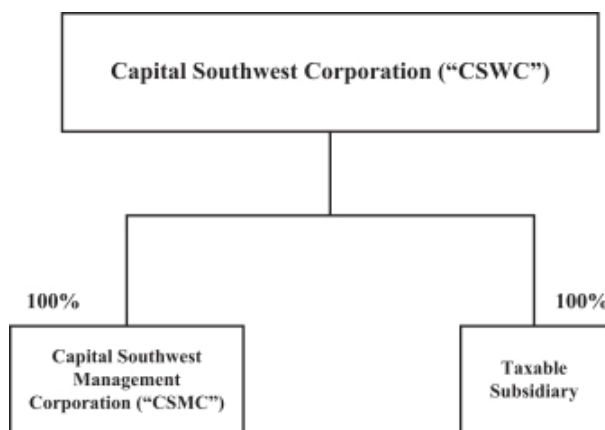 Capital Southwest Corporation (“CSWC”)
100%
100%
Capital Southwest
Management
Corporation (“CSMC”)
Taxable
Subsidiary